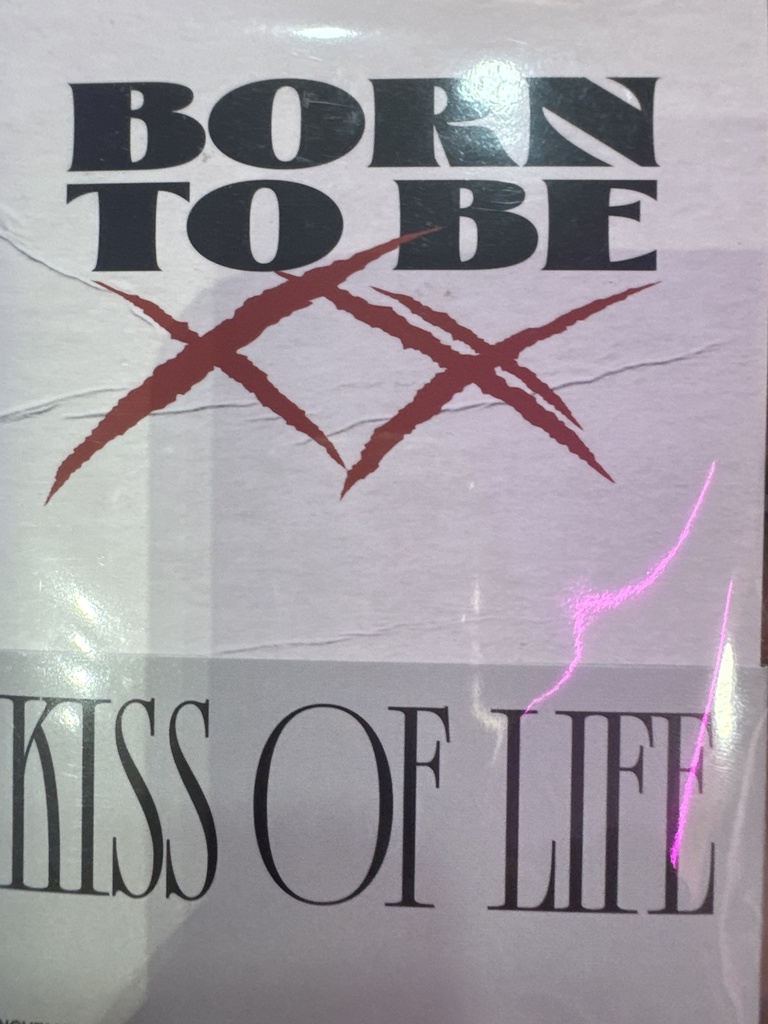 BORN
TO BE
XX
KISS OF LIFE